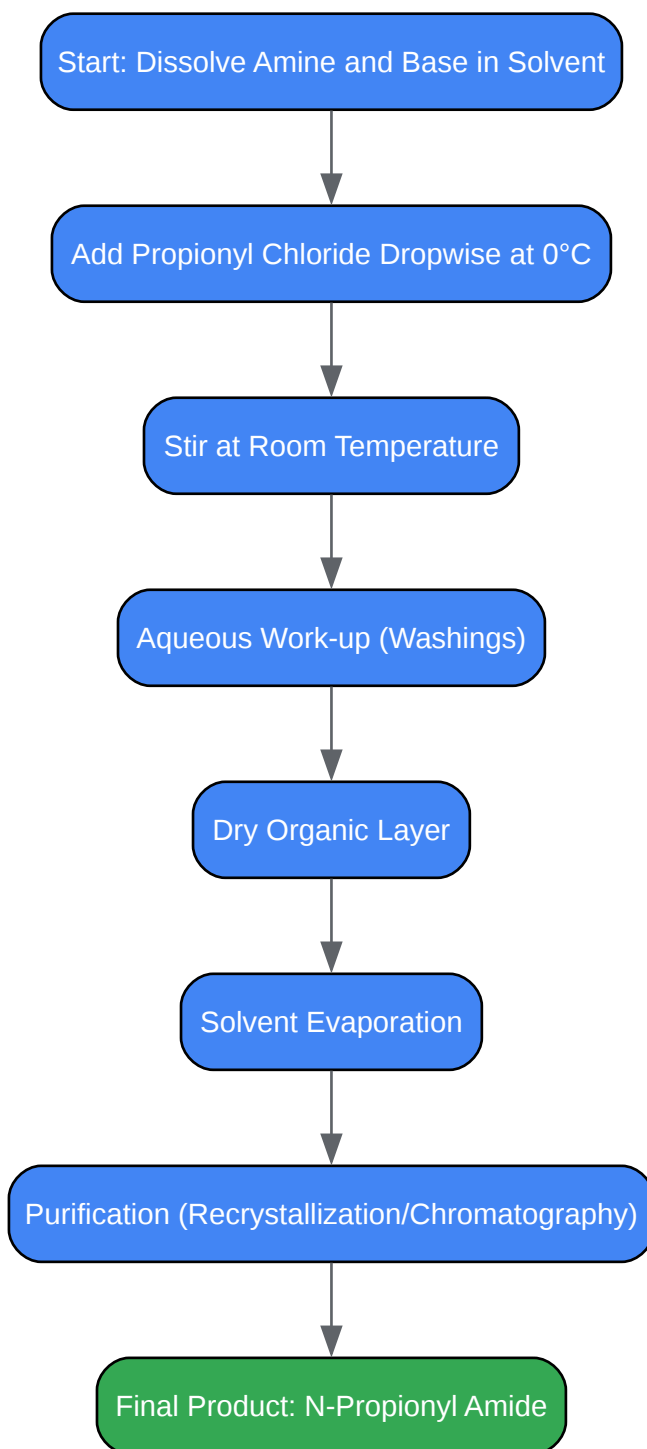 Start: Dissolve Amine and Base in Solvent
Add Propionyl Chloride Dropwise at 0°C
Stir at Room Temperature
Aqueous Work-up (Washings)
Dry Organic Layer
Solvent Evaporation
Purification (Recrystallization/Chromatography)
Final Product: N-Propionyl Amide